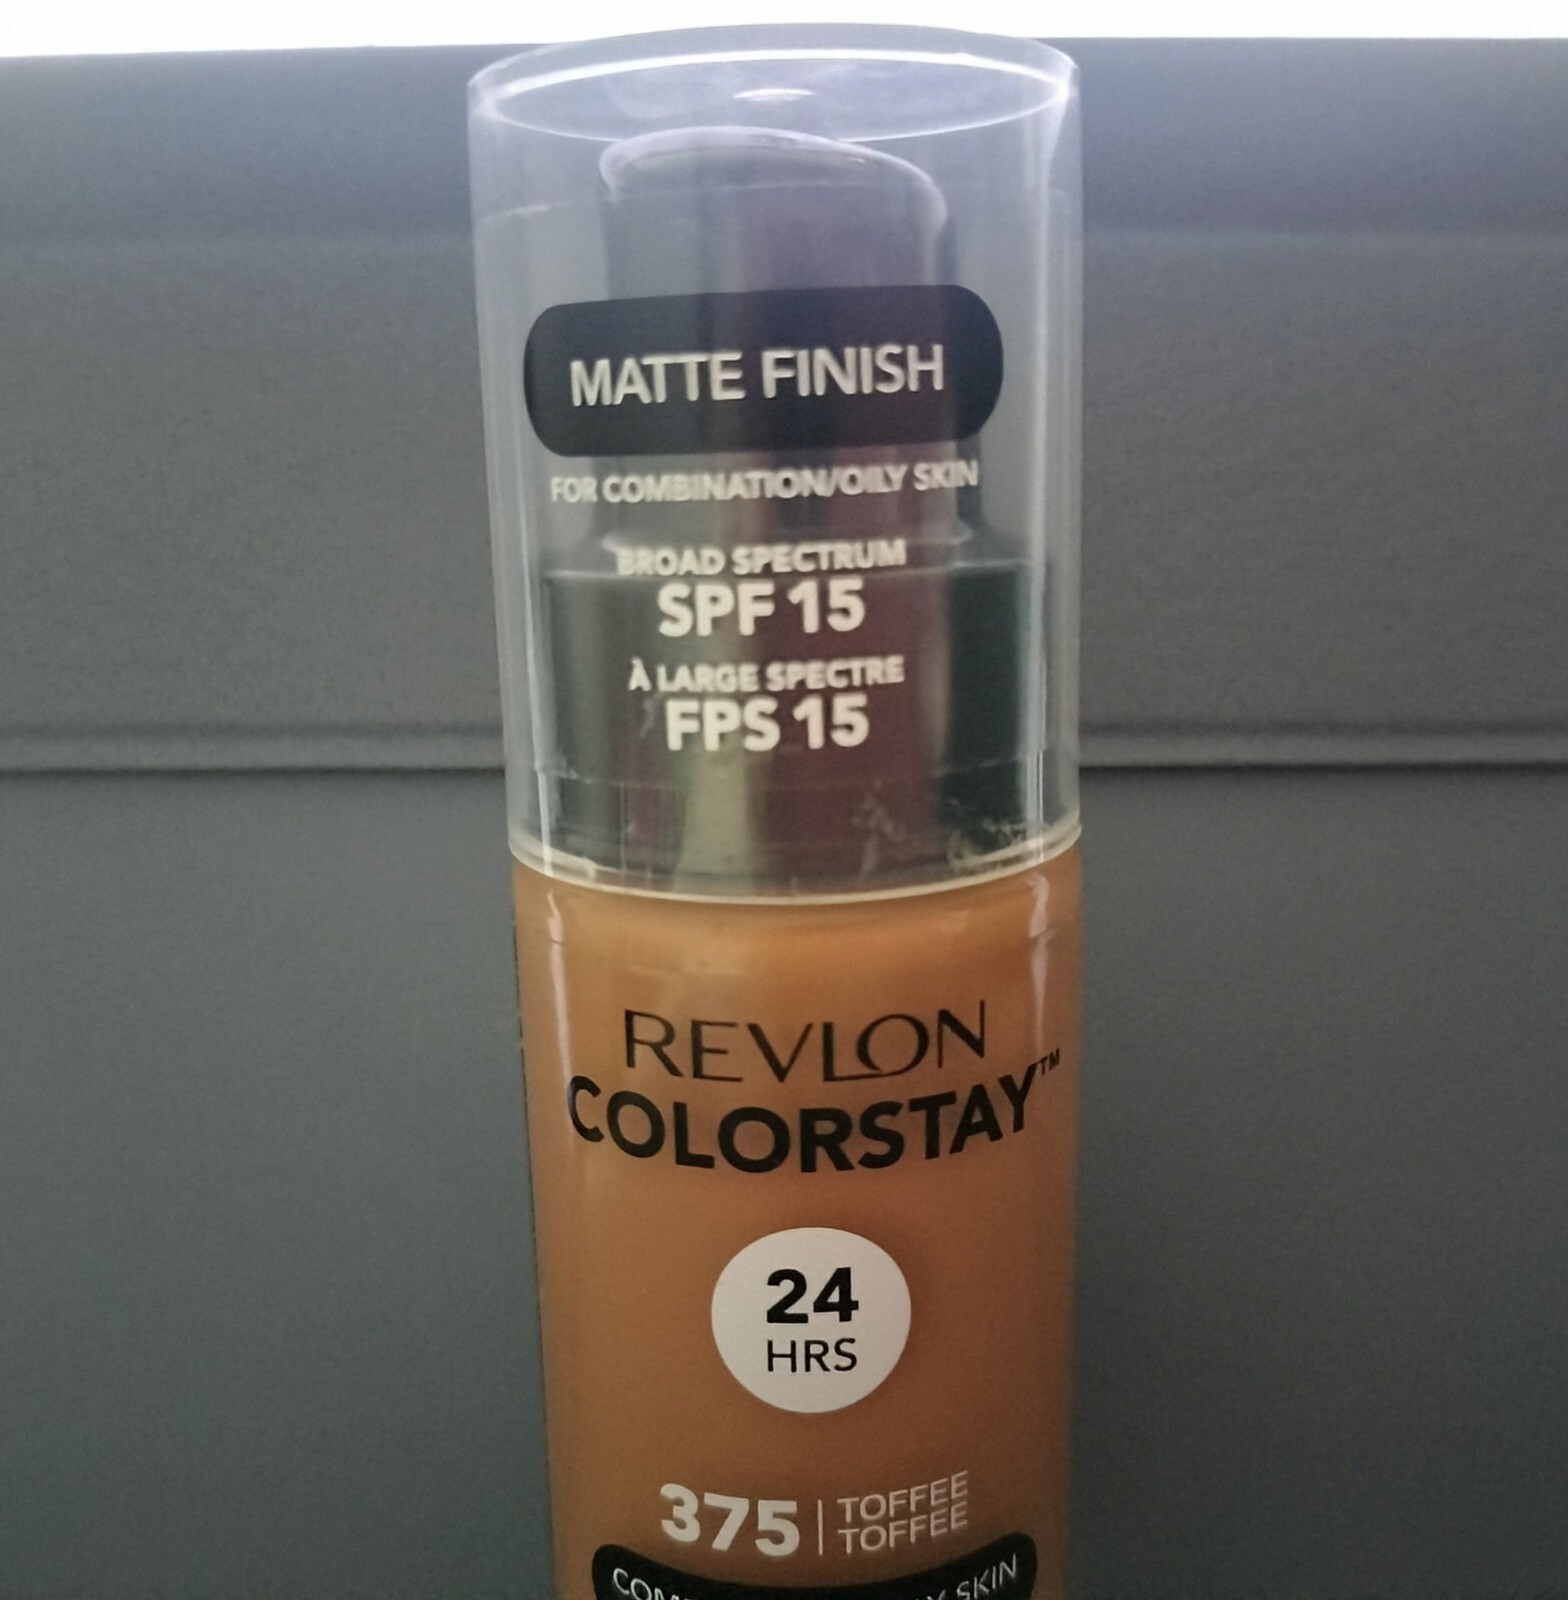 MATTE FINISH
FOR COMBINATION/OILY SKIN
BROAD SPECTRUM
SPF 15
À LARGE SPECTRE
FPS 15
REVLON
COLORSTAY™
24
HRS
375 | TOFFEE
TOFFEE
SKIN